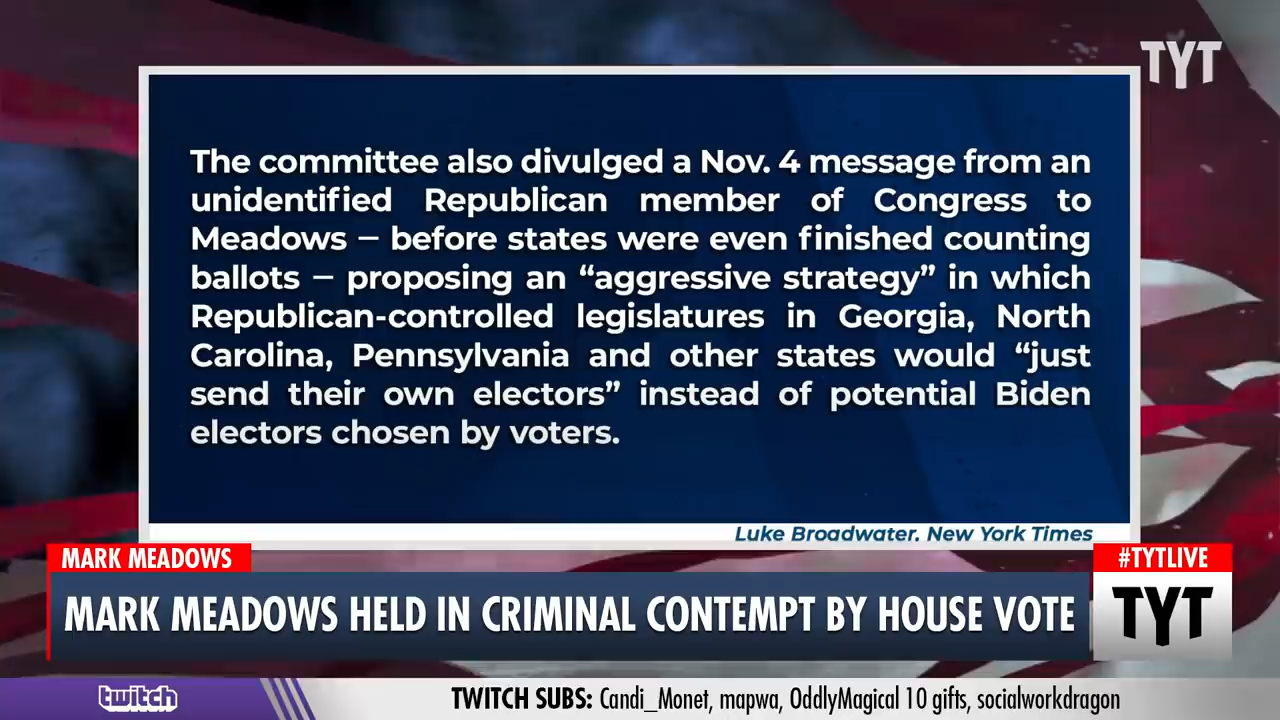 TYT
The committee also divulged a Nov. 4 message from an
unidentified Republican member of Congress to
Meadows – before states were even finished counting
ballots – proposing an “aggressive strategy” in which
Republican-controlled legislatures in Georgia, North
Carolina, Pennsylvania and other states would “just
send their own electors” instead of potential Biden
electors chosen by voters.
Luke Broadwater, New York Times
MARK MEADOWS
#TYTLIVE
MARK MEADOWS HELD IN CRIMINAL CONTEMPT BY HOUSE VOTE
TYT
twitch
TWITCH SUBS: Candi_Monet, mapwa, OddlyMagical 10 gifts, socialworkdragon